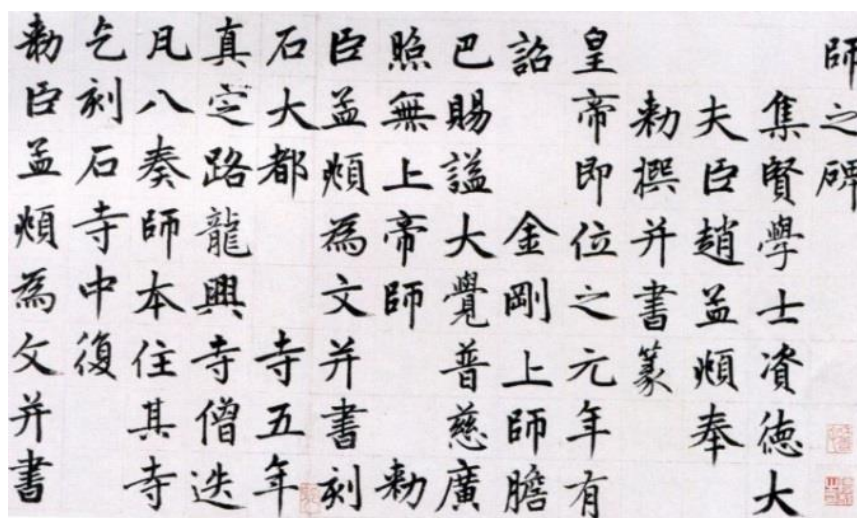 師之碑
集賢學士資德大
夫臣趙孟頫奉
勅撰并書篆
皇帝即位之元年有
詔 金剛上師膽
巴賜謚大覺普慈廣
照無上帝師 勅
臣孟頫為文并書刻
石大都 寺五年
真定路龍興寺僧迭
凡八奏師本住其寺
乞刻石寺中復
勅臣孟頫為文并書